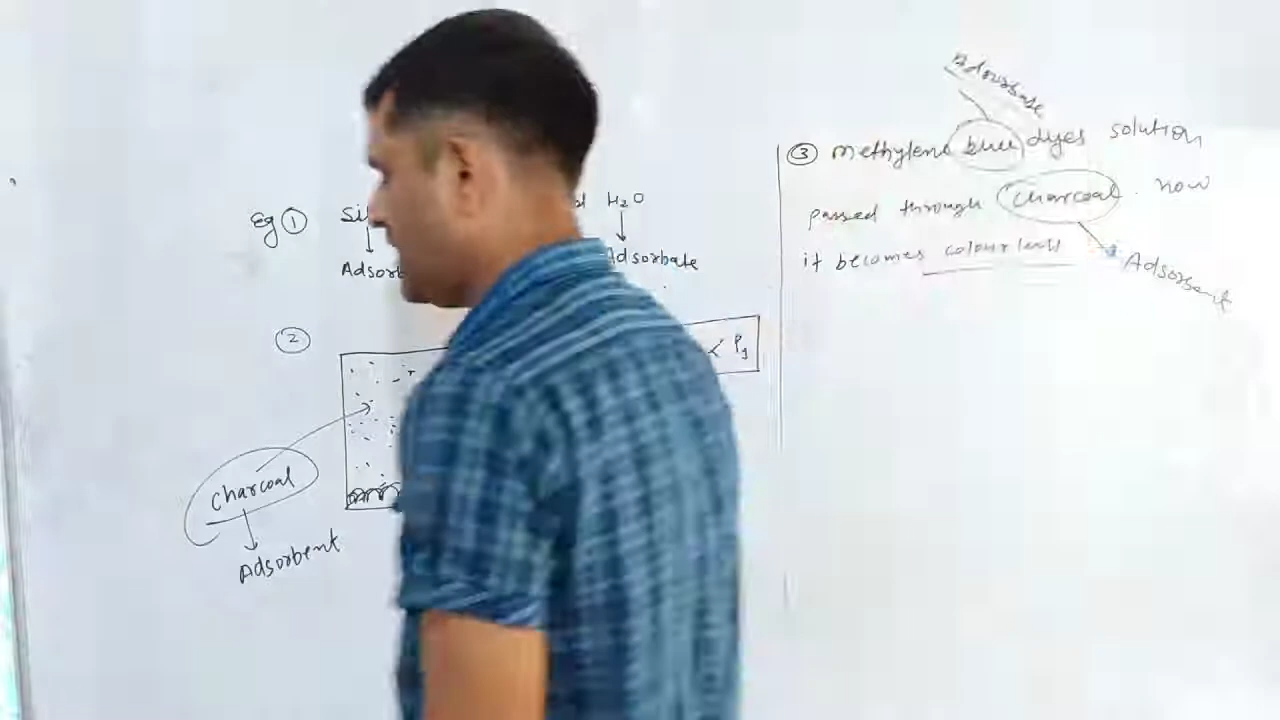 Eg ① Sil H₂O
Adsorb Adsorbate
②
< P₁
Charcoal
Adsorbent
Adsorbate
③ Methylene blue dyes solution
passed through charcoal. now
it becomes colourless
Adsorbent